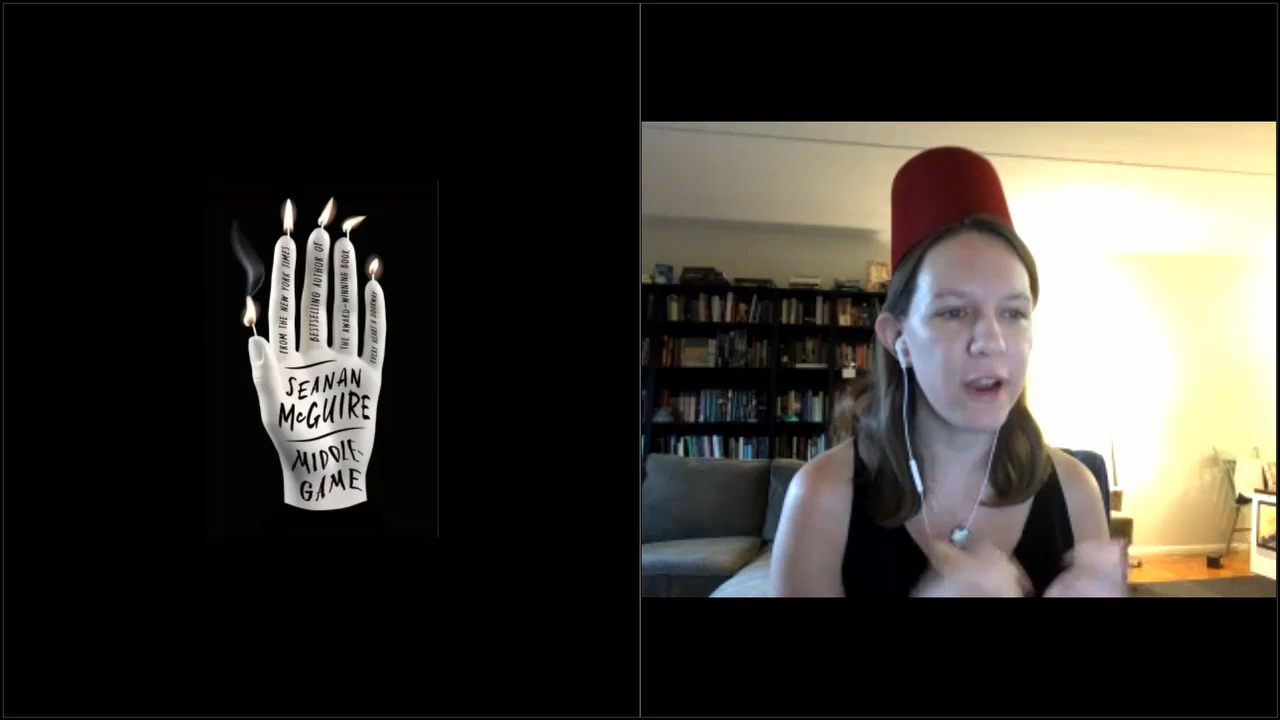 FROM THE NEW YORK TIMES
BESTSELLING AUTHOR OF
THE AWARD-WINNING BOOK
EVERY HEART A DOORWAY
SEANAN
McGUIRE
MIDDLE-
GAME